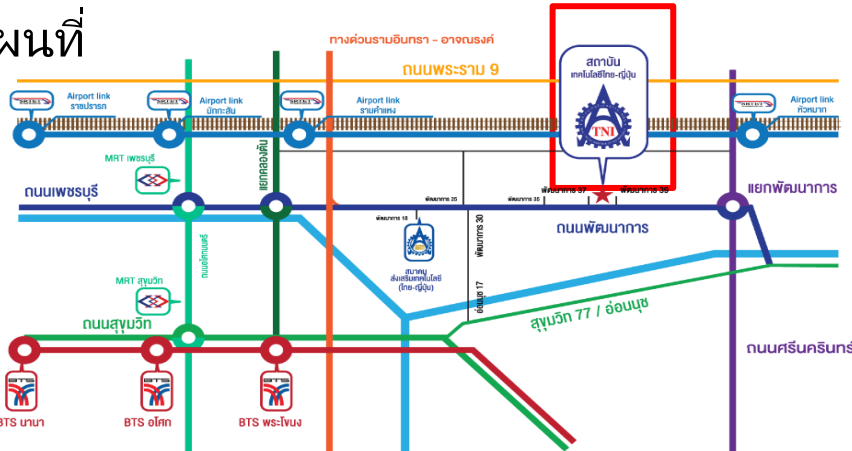 ผนที่
ทางด่วนรามอินทรา - อาจณรงค์
ถนนพระราม 9
สถาบัน
เทคโนโลยีไทย-ญี่ปุ่น
TNI
Airport link
ราชปรารภ
Airport link
มักกะสัน
Airport link
รามคำแหง
Airport link
หัวหมาก
MRT เพชรบุรี
แยกคลองตัน
ถนนเพชรบุรี
พัฒนาการ 25
พัฒนาการ 35
พัฒนาการ 37
พัฒนาการ 39
แยกพัฒนาการ
พัฒนาการ 18
พัฒนาการ 30
ถนนพัฒนาการ
ถนนอโศกมนตรี
สมาคม
ส่งเสริมเทคโนโลยี
(ไทย-ญี่ปุ่น)
MRT สุขุมวิท
อ่อนนุช 17
สุขุมวิท 77 / อ่อนนุช
ถนนสุขุมวิท
ถนนศรีนครินทร์
BTS
BTS
BTS
BTS นานา
BTS อโศก
BTS พระโขนง